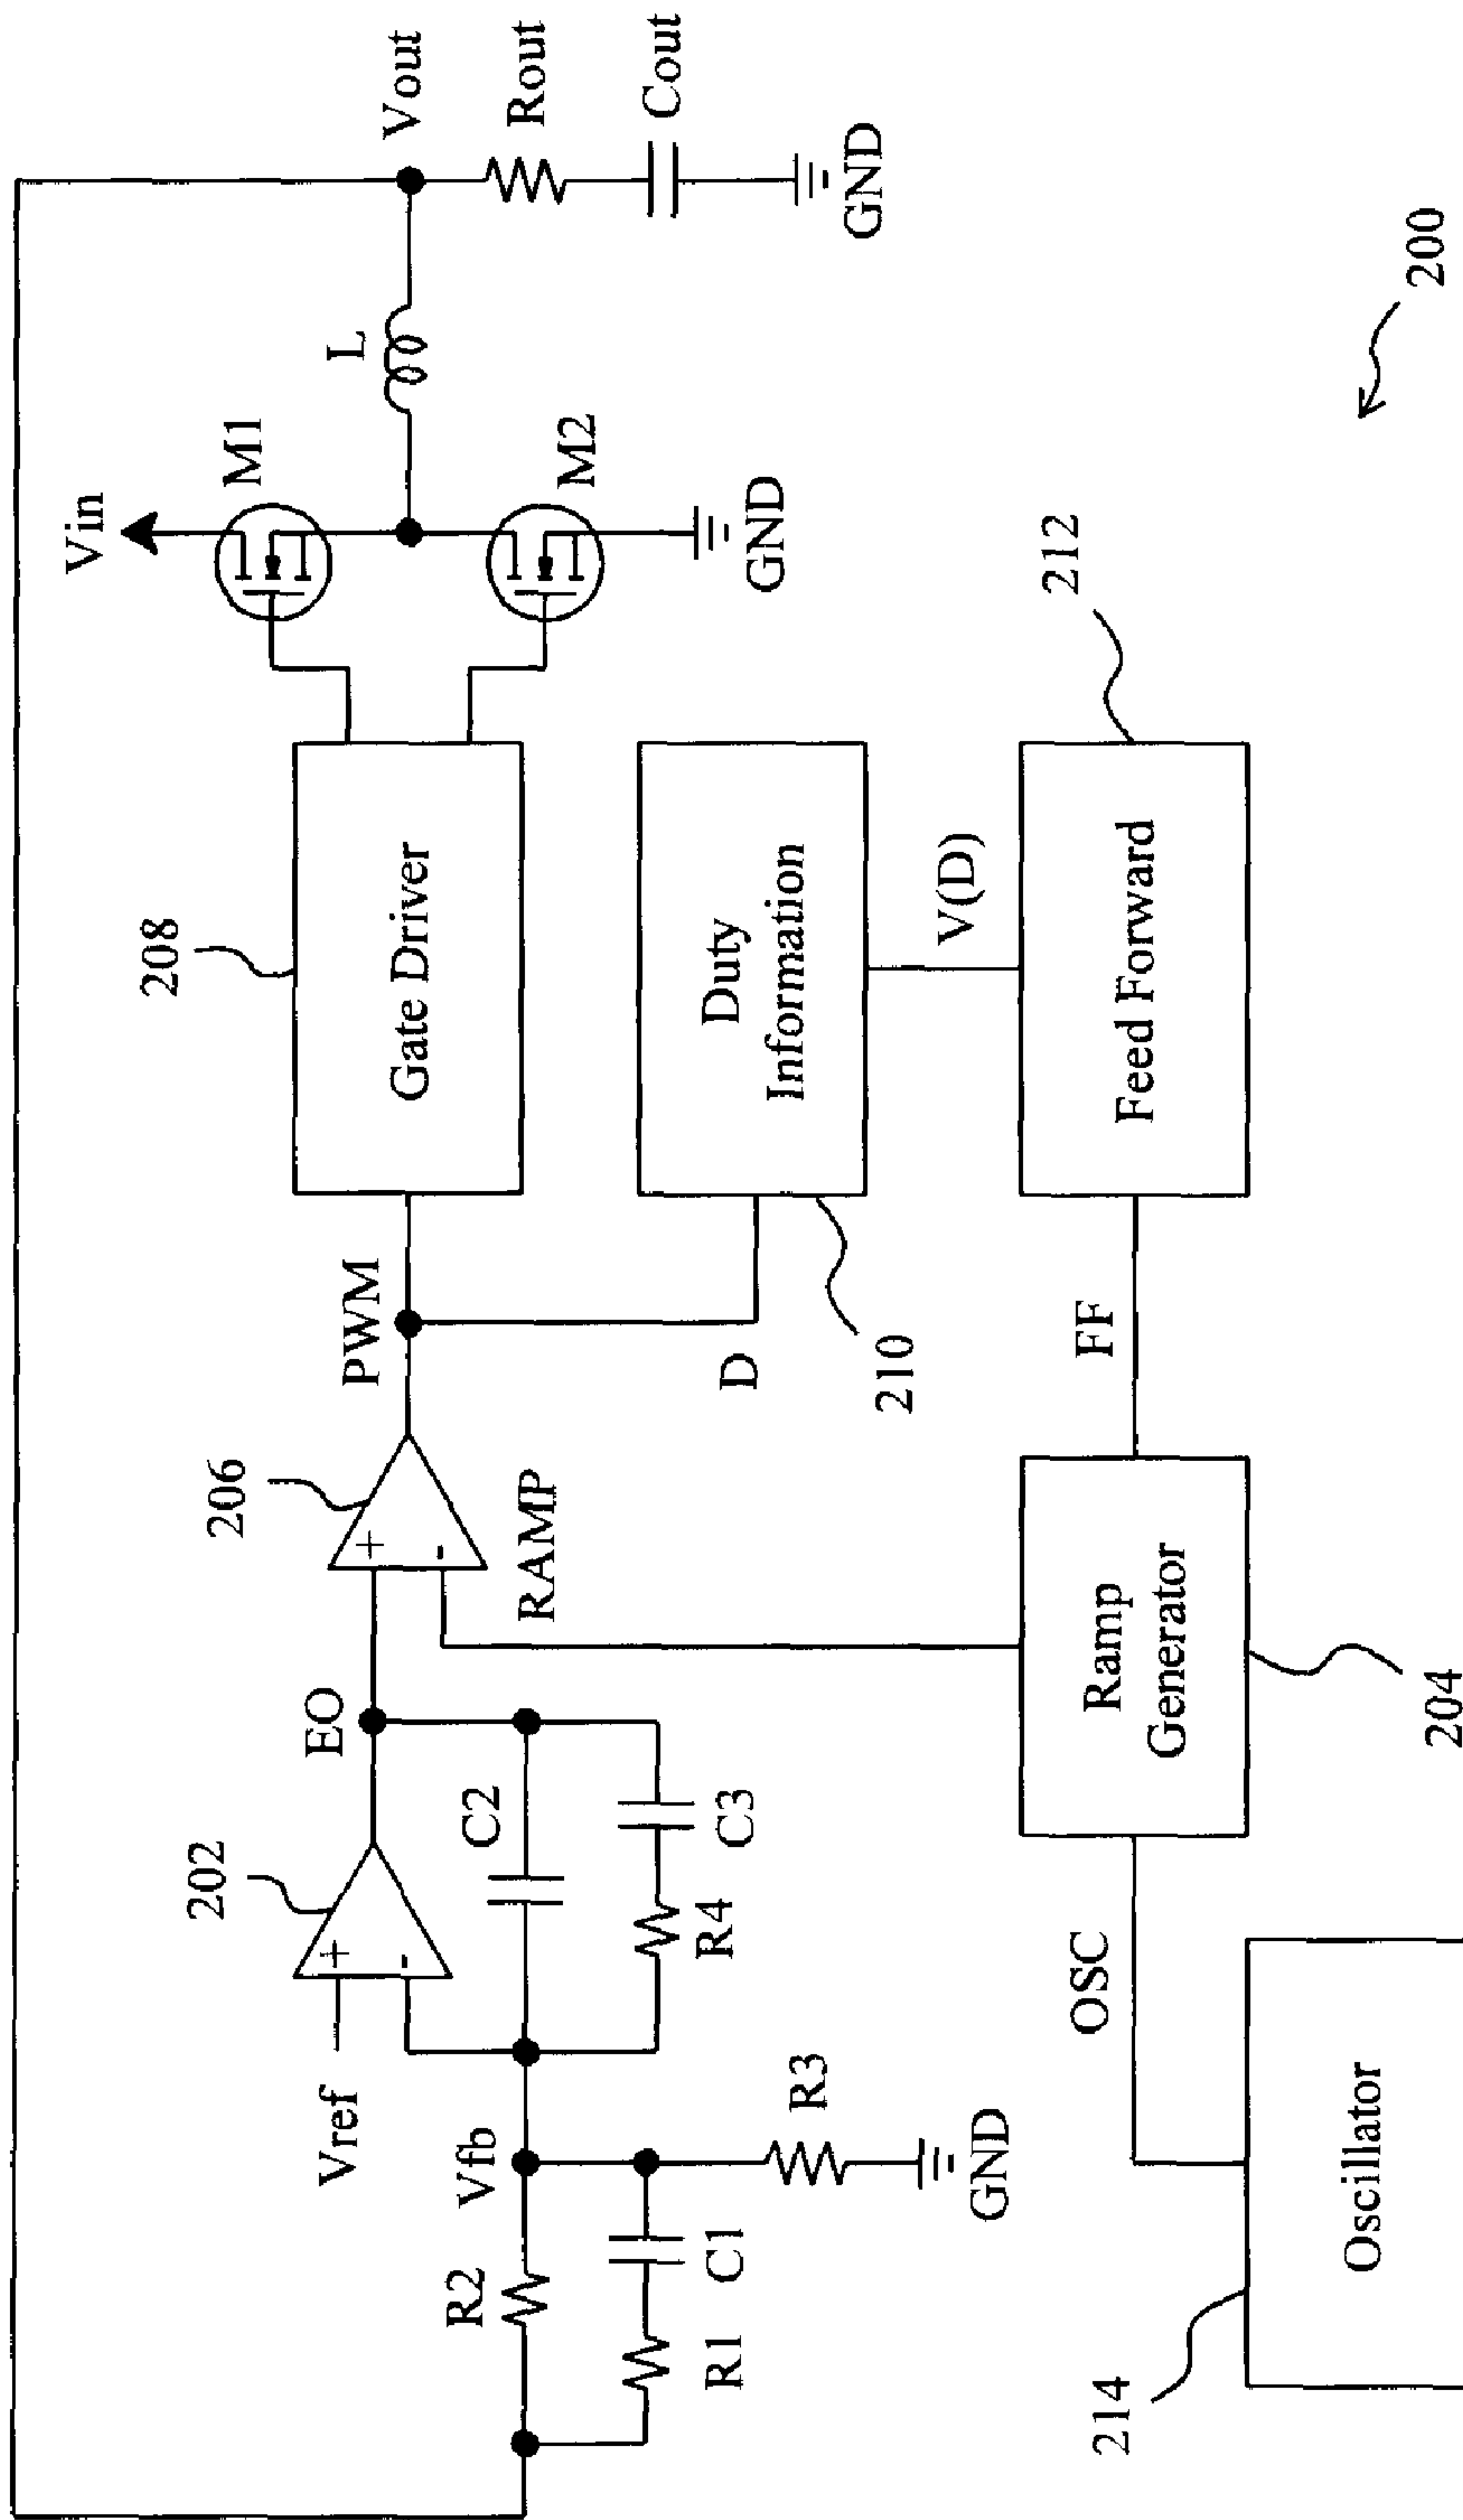 Vin
M1
L
Vout
Rout
Cout
GND
M2
GND
208
Gate Driver
PWM
206
+
-
RAMP
EO
202
+
-
Vref
C2
R4
C3
Vfb
R2
R1
C1
R3
GND
D
Duty
Information
210
V(D)
Feed Forward
212
FF
Ramp
Generator
204
OSC
Oscillator
214
200